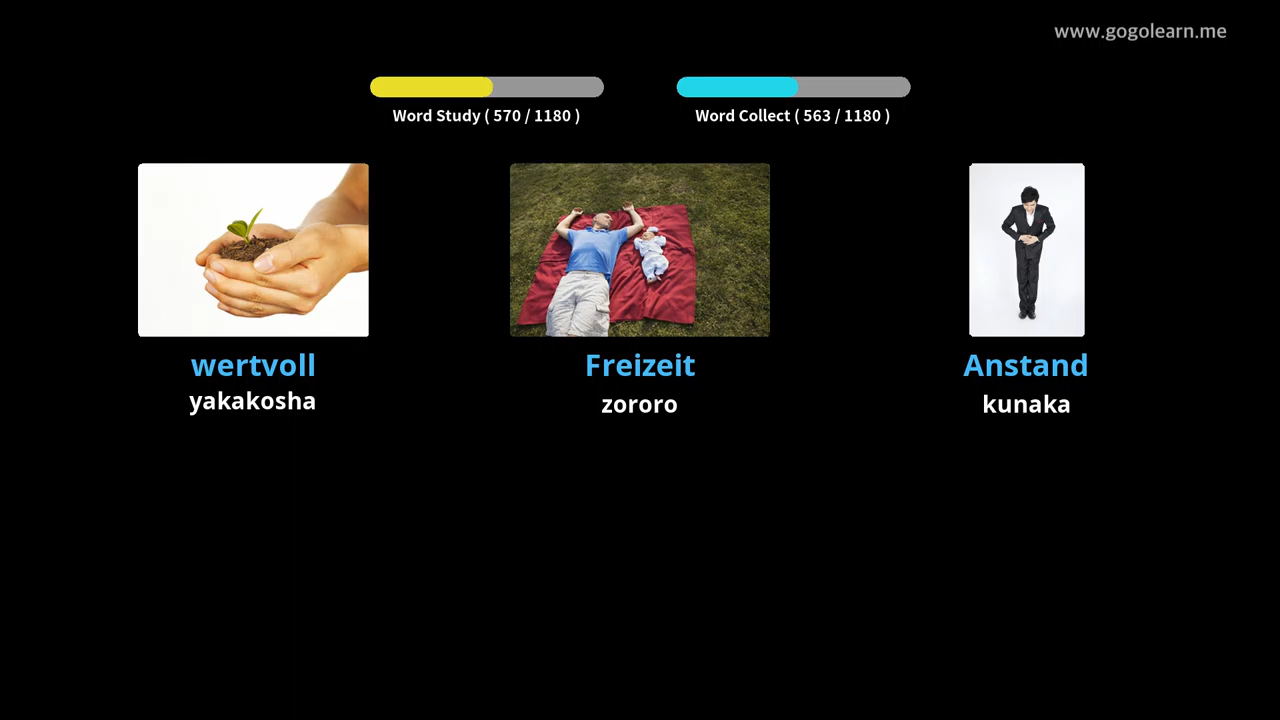 www.gogolearn.me
Word Study ( 570 / 1180 )
Word Collect ( 563 / 1180 )
wertvoll
yakakosha
Freizeit
zororo
Anstand
kunaka